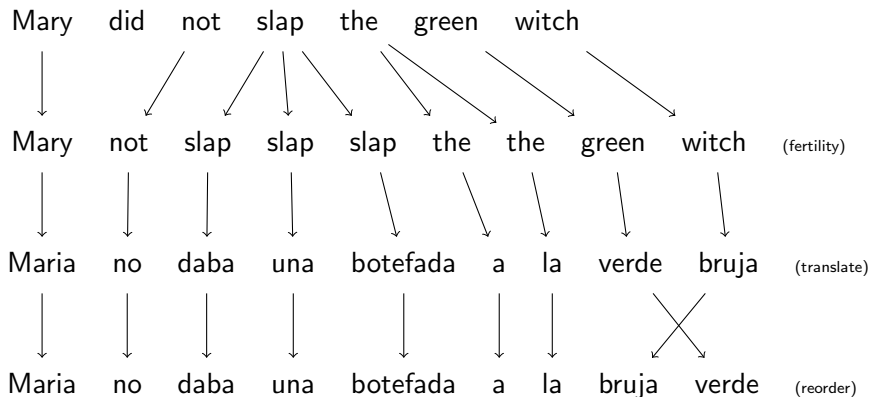 Mary did not slap the green witch
Mary not slap slap slap the the green witch (fertility)
Maria no daba una botefada a la verde bruja (translate)
Maria no daba una botefada a la bruja verde (reorder)